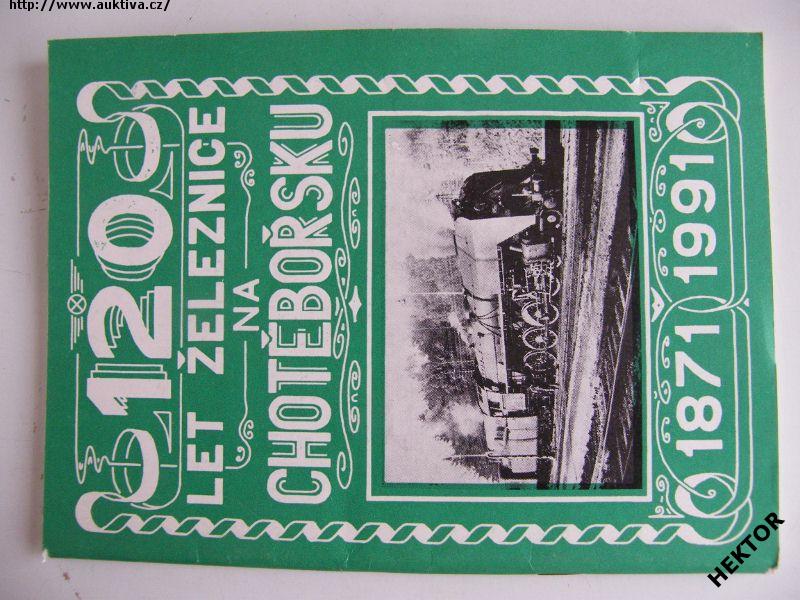 http://www.auktiva.cz/
120
LET ŽELEZNICE
NA
CHOTĚBOŘSKU
1871 1991
HEKTOR